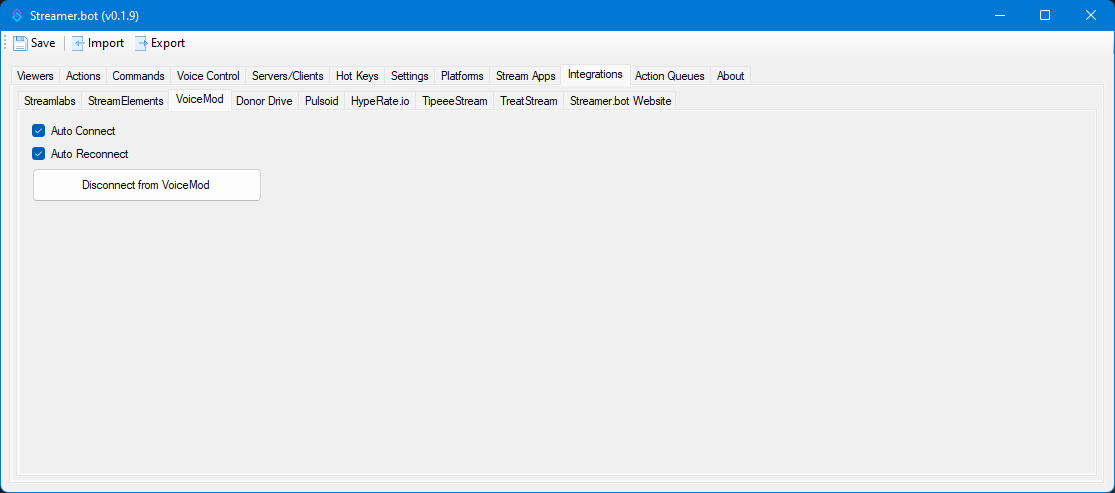 Streamer.bot (v0.1.9)
Save Import Export
Viewers Actions Commands Voice Control Servers/Clients Hot Keys Settings Platforms Stream Apps Integrations Action Queues About
Streamlabs StreamElements VoiceMod Donor Drive Pulsoid HypeRate.io TipeeeStream TreatStream Streamer.bot Website
Auto Connect
Auto Reconnect
Disconnect from VoiceMod